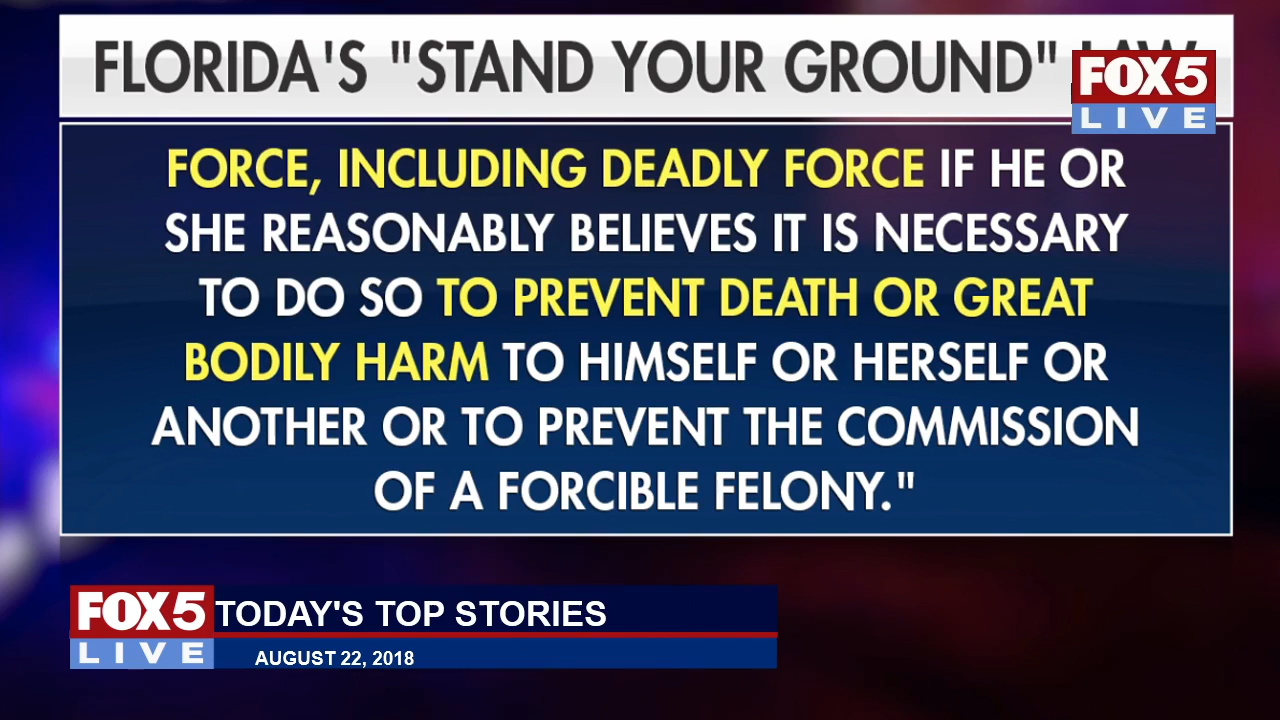 FLORIDA'S "STAND YOUR GROUND" LAW
FOX5
LIVE
FORCE, INCLUDING DEADLY FORCE IF HE OR
SHE REASONABLY BELIEVES IT IS NECESSARY
TO DO SO TO PREVENT DEATH OR GREAT
BODILY HARM TO HIMSELF OR HERSELF OR
ANOTHER OR TO PREVENT THE COMMISSION
OF A FORCIBLE FELONY."
FOX5
LIVE
TODAY'S TOP STORIES
AUGUST 22, 2018